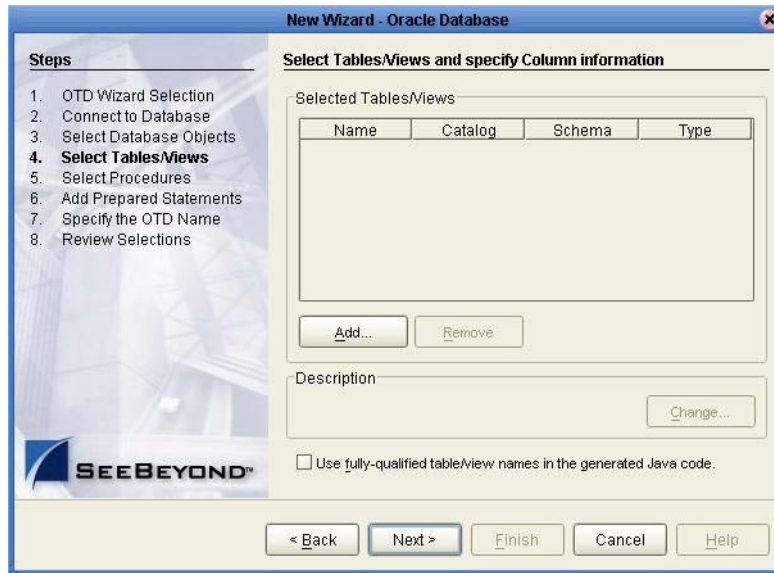 New Wizard - Oracle Database
Steps
1. OTD Wizard Selection
2. Connect to Database
3. Select Database Objects
4. Select Tables/Views
5. Select Procedures
6. Add Prepared Statements
7. Specify the OTD Name
8. Review Selections
SEEBEYOND™
Select Tables/Views and specify Column information
Selected Tables/Views
Name Catalog Schema Type
Add... Remove
Description
Change...
Use fully-qualified table/view names in the generated Java code.
< Back Next > Finish Cancel Help